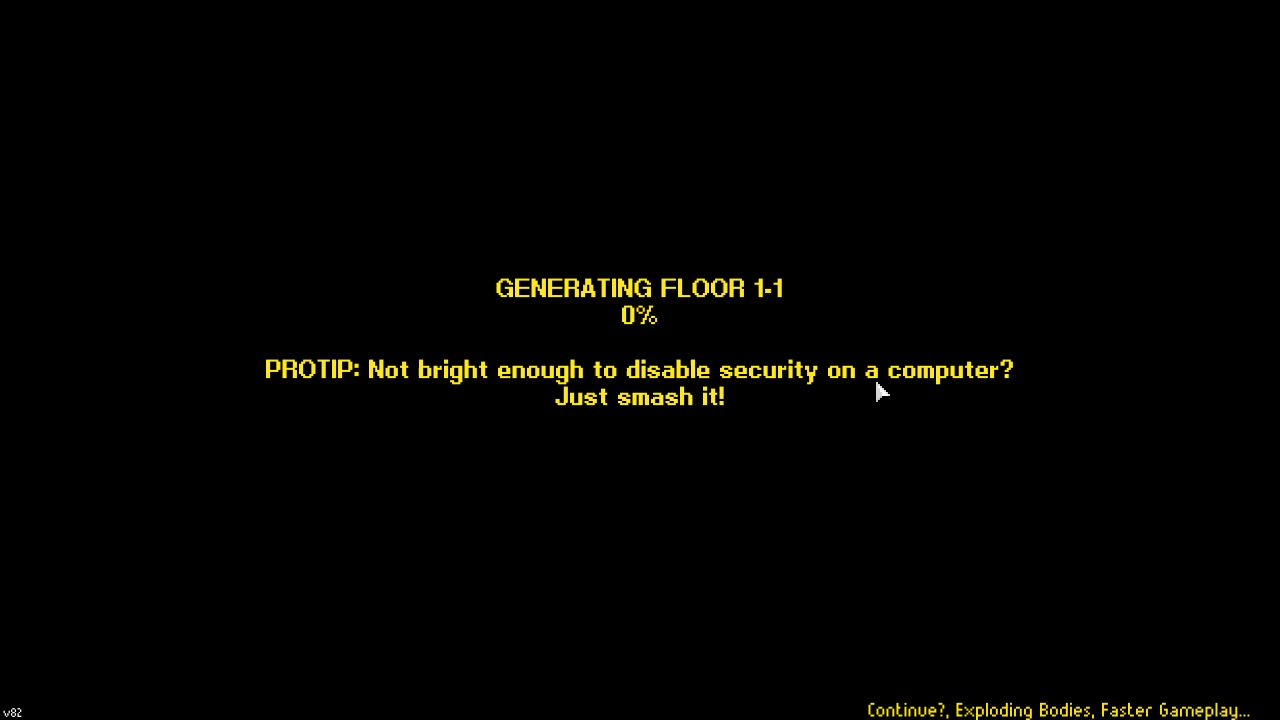 GENERATING FLOOR 1-1
0%
PROTIP: Not bright enough to disable security on a computer?
Just smash it!
v82
Continue?, Exploding Bodies, Faster Gameplay...